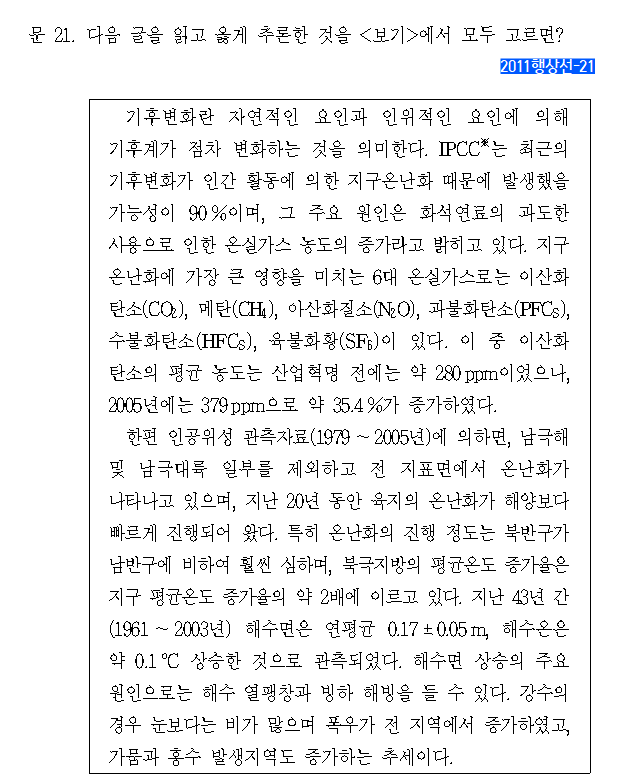 문 21. 다음 글을 읽고 옳게 추론한 것을 <보기>에서 모두 고르면?
2011행상선-21
기후변화란 자연적인 요인과 인위적인 요인에 의해
기후계가 점차 변화하는 것을 의미한다. IPCC※는 최근의
기후변화가 인간 활동에 의한 지구온난화 때문에 발생했을
가능성이 90%이며, 그 주요 원인은 화석연료의 과도한
사용으로 인한 온실가스 농도의 증가라고 밝히고 있다. 지구
온난화에 가장 큰 영향을 미치는 6대 온실가스로는 이산화
탄소(CO₂), 메탄(CH₄), 아산화질소(N₂O), 과불화탄소(PFCS),
수불화탄소(HFCS), 육불화황(SF₆)이 있다. 이 중 이산화
탄소의 평균 농도는 산업혁명 전에는 약 280ppm이었으나,
2005년에는 379ppm으로 약 35.4%가 증가하였다.
한편 인공위성 관측자료(1979 ~ 2005년)에 의하면, 남극해
및 남극대륙 일부를 제외하고 전 지표면에서 온난화가
나타나고 있으며, 지난 20년 동안 육지의 온난화가 해양보다
빠르게 진행되어 왔다. 특히 온난화의 진행 정도는 북반구가
남반구에 비하여 훨씬 심하며, 북극지방의 평균온도 증가율은
지구 평균온도 증가율의 약 2배에 이르고 있다. 지난 43년 간
(1961 ~ 2003년) 해수면은 연평균 0.17±0.05m, 해수온은
약 0.1℃ 상승한 것으로 관측되었다. 해수면 상승의 주요
원인으로는 해수 열팽창과 빙하 해빙을 들 수 있다. 강수의
경우 눈보다는 비가 많으며 폭우가 전 지역에서 증가하였고,
가뭄과 홍수 발생지역도 증가하는 추세이다.